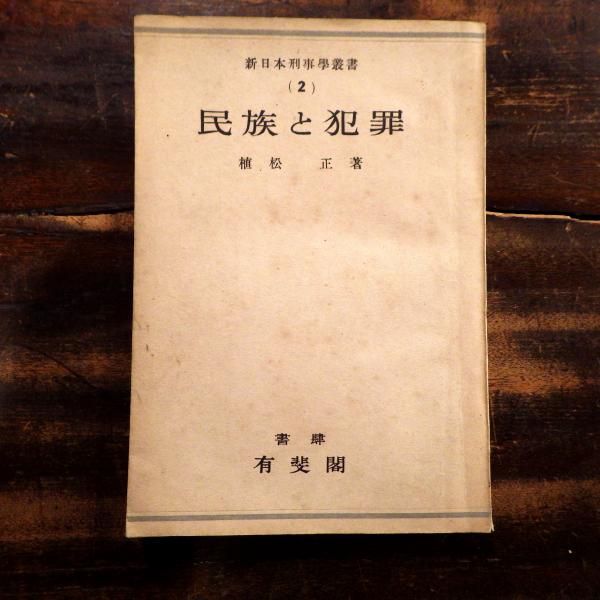 新日本刑事學叢書
(2)
民族と犯罪
植松 正 著
書肆
有斐閣